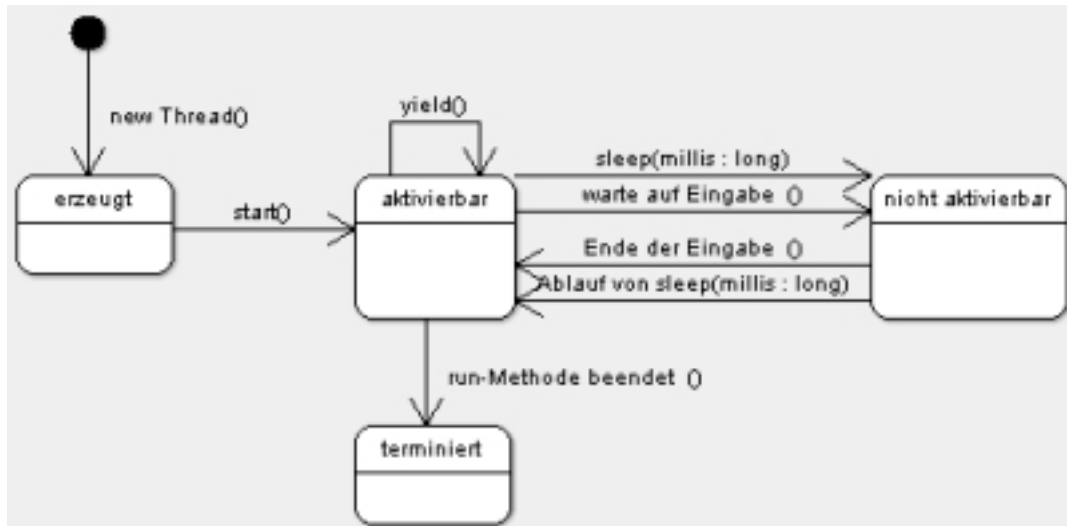 new Thread()
yield()
sleep(millis : long)
erzeugt
aktivierbar
warte auf Eingabe ()
nicht aktivierbar
start()
Ende der Eingabe ()
Ablauf von sleep(millis : long)
run-Methode beendet ()
terminiert